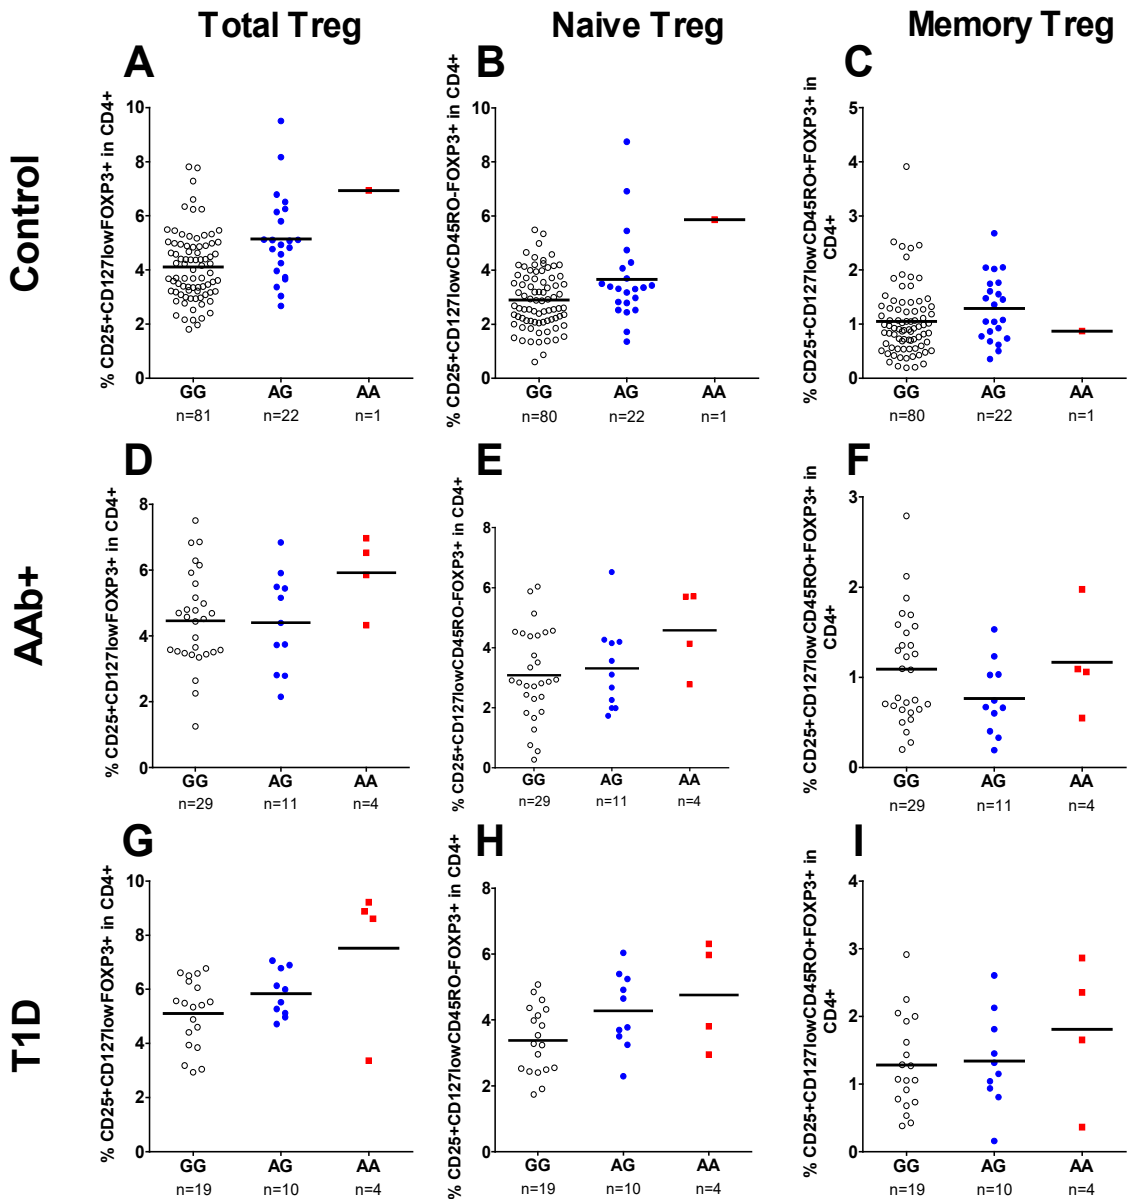 Total Treg
Naive Treg
Memory Treg
Control
A
% CD25+CD127lowFOXP3+ in CD4+
10
8
6
4
2
0
GG
AG
AA
n=81
n=22
n=1
B
% CD25+CD127lowCD45RO-FOXP3+ in CD4+
10
8
6
4
2
0
GG
AG
AA
n=80
n=22
n=1
C
% CD25+CD127lowCD45RO+FOXP3+ in
CD4+
5
4
3
2
1
0
GG
AG
AA
n=80
n=22
n=1
AAb+
D
% CD25+CD127lowFOXP3+ in CD4+
8
6
4
2
0
GG
AG
AA
n=29
n=11
n=4
E
% CD25+CD127lowCD45RO-FOXP3+ in CD4+
8
6
4
2
0
GG
AG
AA
n=29
n=11
n=4
F
% CD25+CD127lowCD45RO+FOXP3+ in
CD4+
3
2
1
0
GG
AG
AA
n=29
n=11
n=4
T1D
G
% CD25+CD127lowFOXP3+ in CD4+
10
8
6
4
2
0
GG
AG
AA
n=19
n=10
n=4
H
% CD25+CD127lowCD45RO-FOXP3+ in CD4+
8
6
4
2
0
GG
AG
AA
n=19
n=10
n=4
I
% CD25+CD127lowCD45RO+FOXP3+ in
CD4+
4
3
2
1
0
GG
AG
AA
n=19
n=10
n=4